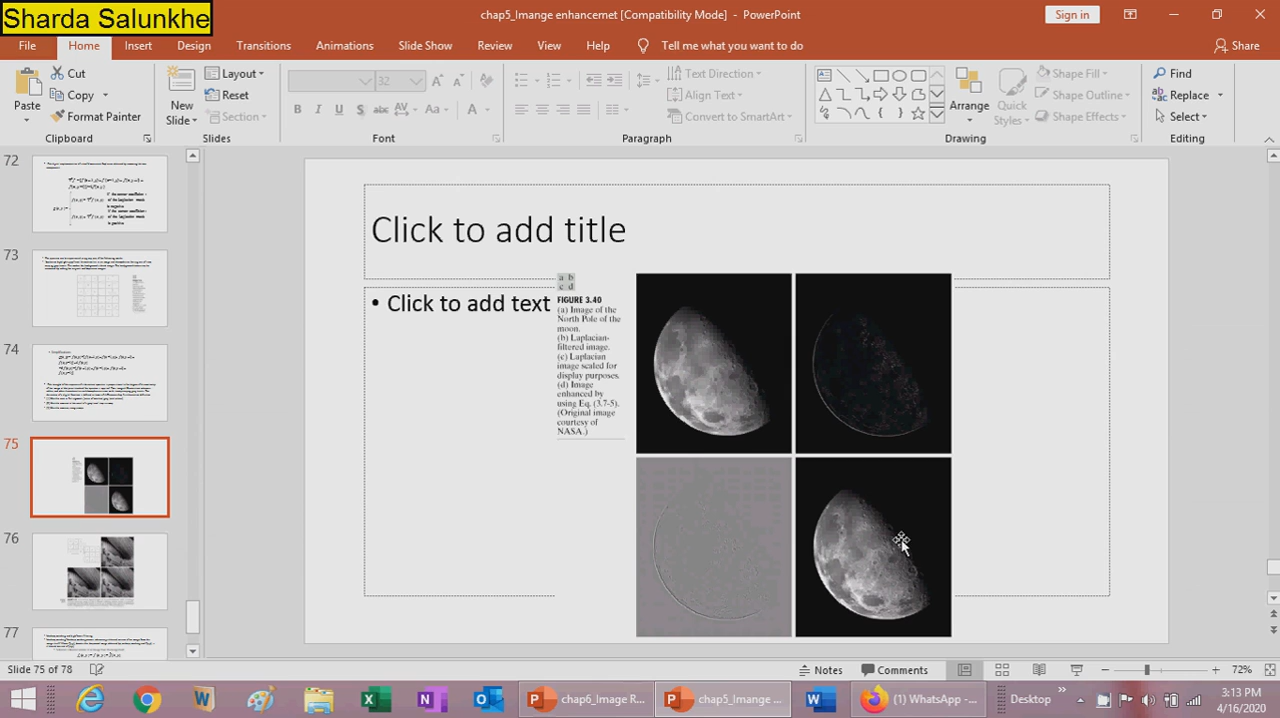 Sharda Salunkhe
chap5_Imange enhancemet [Compatibility Mode] - PowerPoint
Sign in
File Home Insert Design Transitions Animations Slide Show Review View Help Tell me what you want to do
Share
Cut
Copy
Format Painter
Paste
Clipboard
New
Slide
Layout
Reset
Section
Slides
32
B I U S abc AV Aa A
Font
Text Direction
Align Text
Convert to SmartArt
Paragraph
Arrange
Quick
Styles
Shape Fill
Shape Outline
Shape Effects
Drawing
Find
Replace
Select
Editing
72
73
74
75
76
77
Click to add title
• Click to add text
a b
c d
FIGURE 3.40
(a) Image of the
North Pole of the
moon.
(b) Laplacian-
filtered image.
(c) Laplacian
image scaled for
display purposes.
(d) Image
enhanced by
using Eq. (3.7-5).
(Original image
courtesy of
NASA.)
Slide 75 of 78
Notes
Comments
72%
chap6_Image R...
chap5_Imange ...
(1) WhatsApp -...
Desktop
3:13 PM
4/16/2020